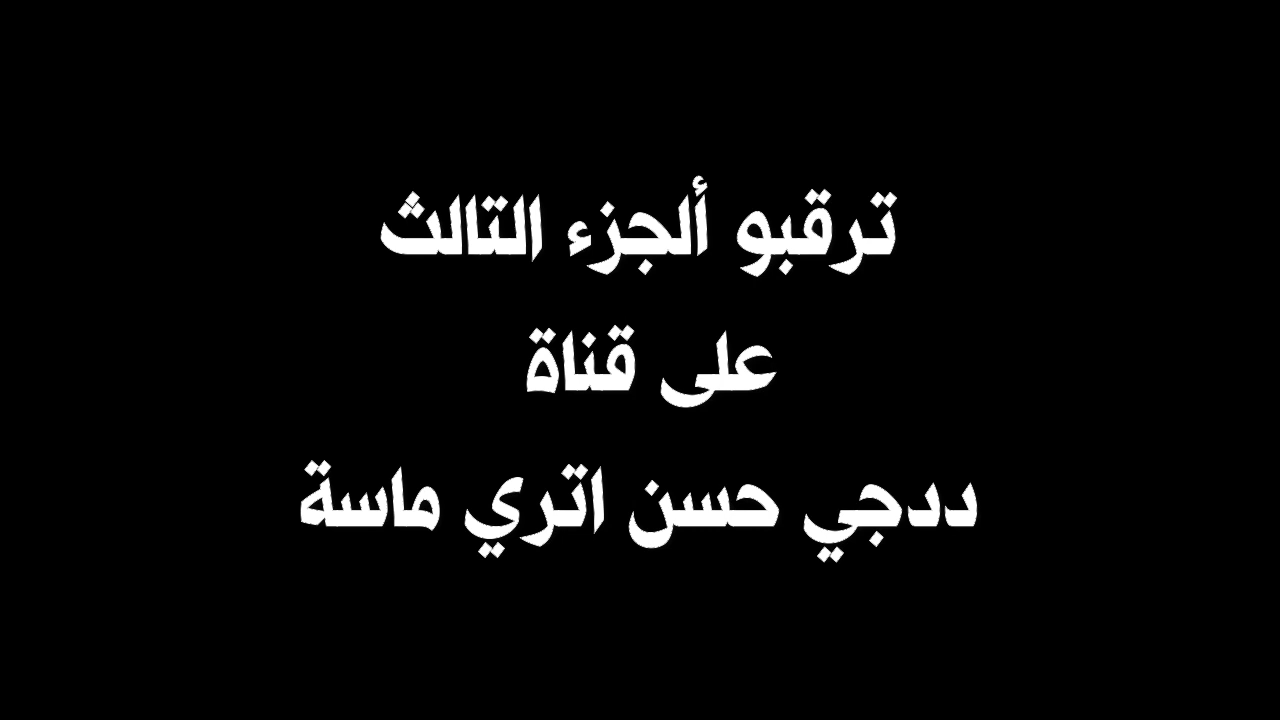 ترقبو ألجزء التالث
على قناة
ددجي حسن اتري ماسة